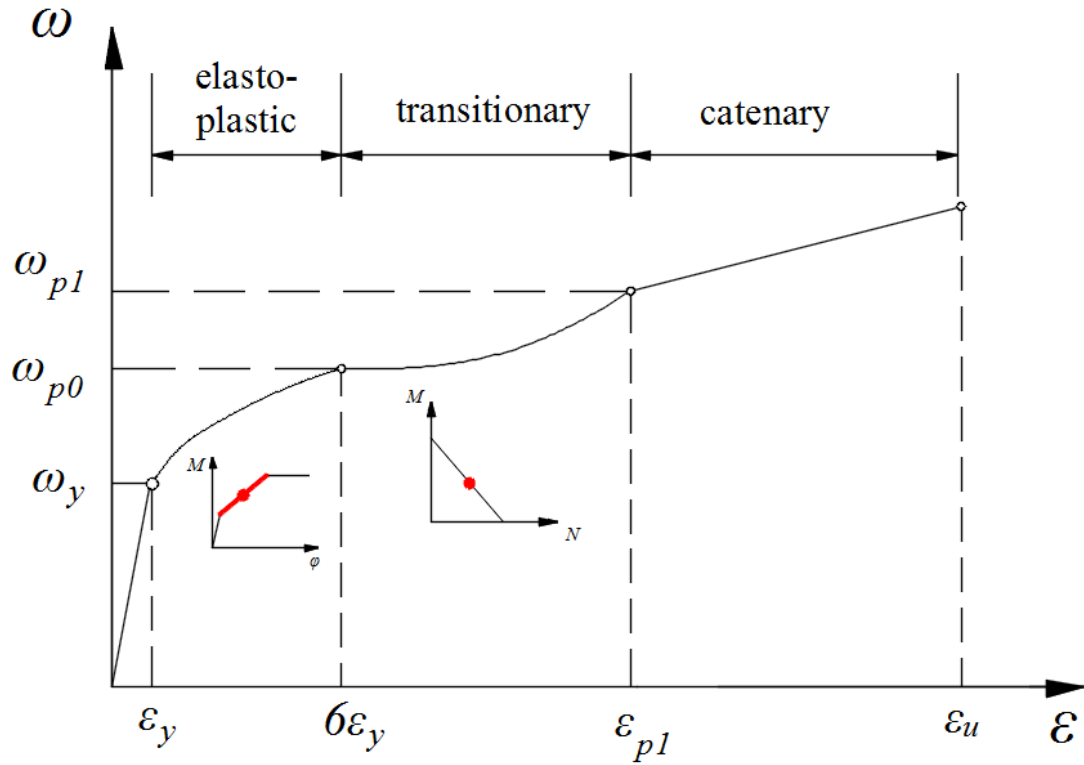 ω
elasto-
plastic
transitionary
catenary
ω_p1
ω_p0
ω_y
M
φ
M
N
ε_y
6ε_y
ε_p1
ε_u
ε